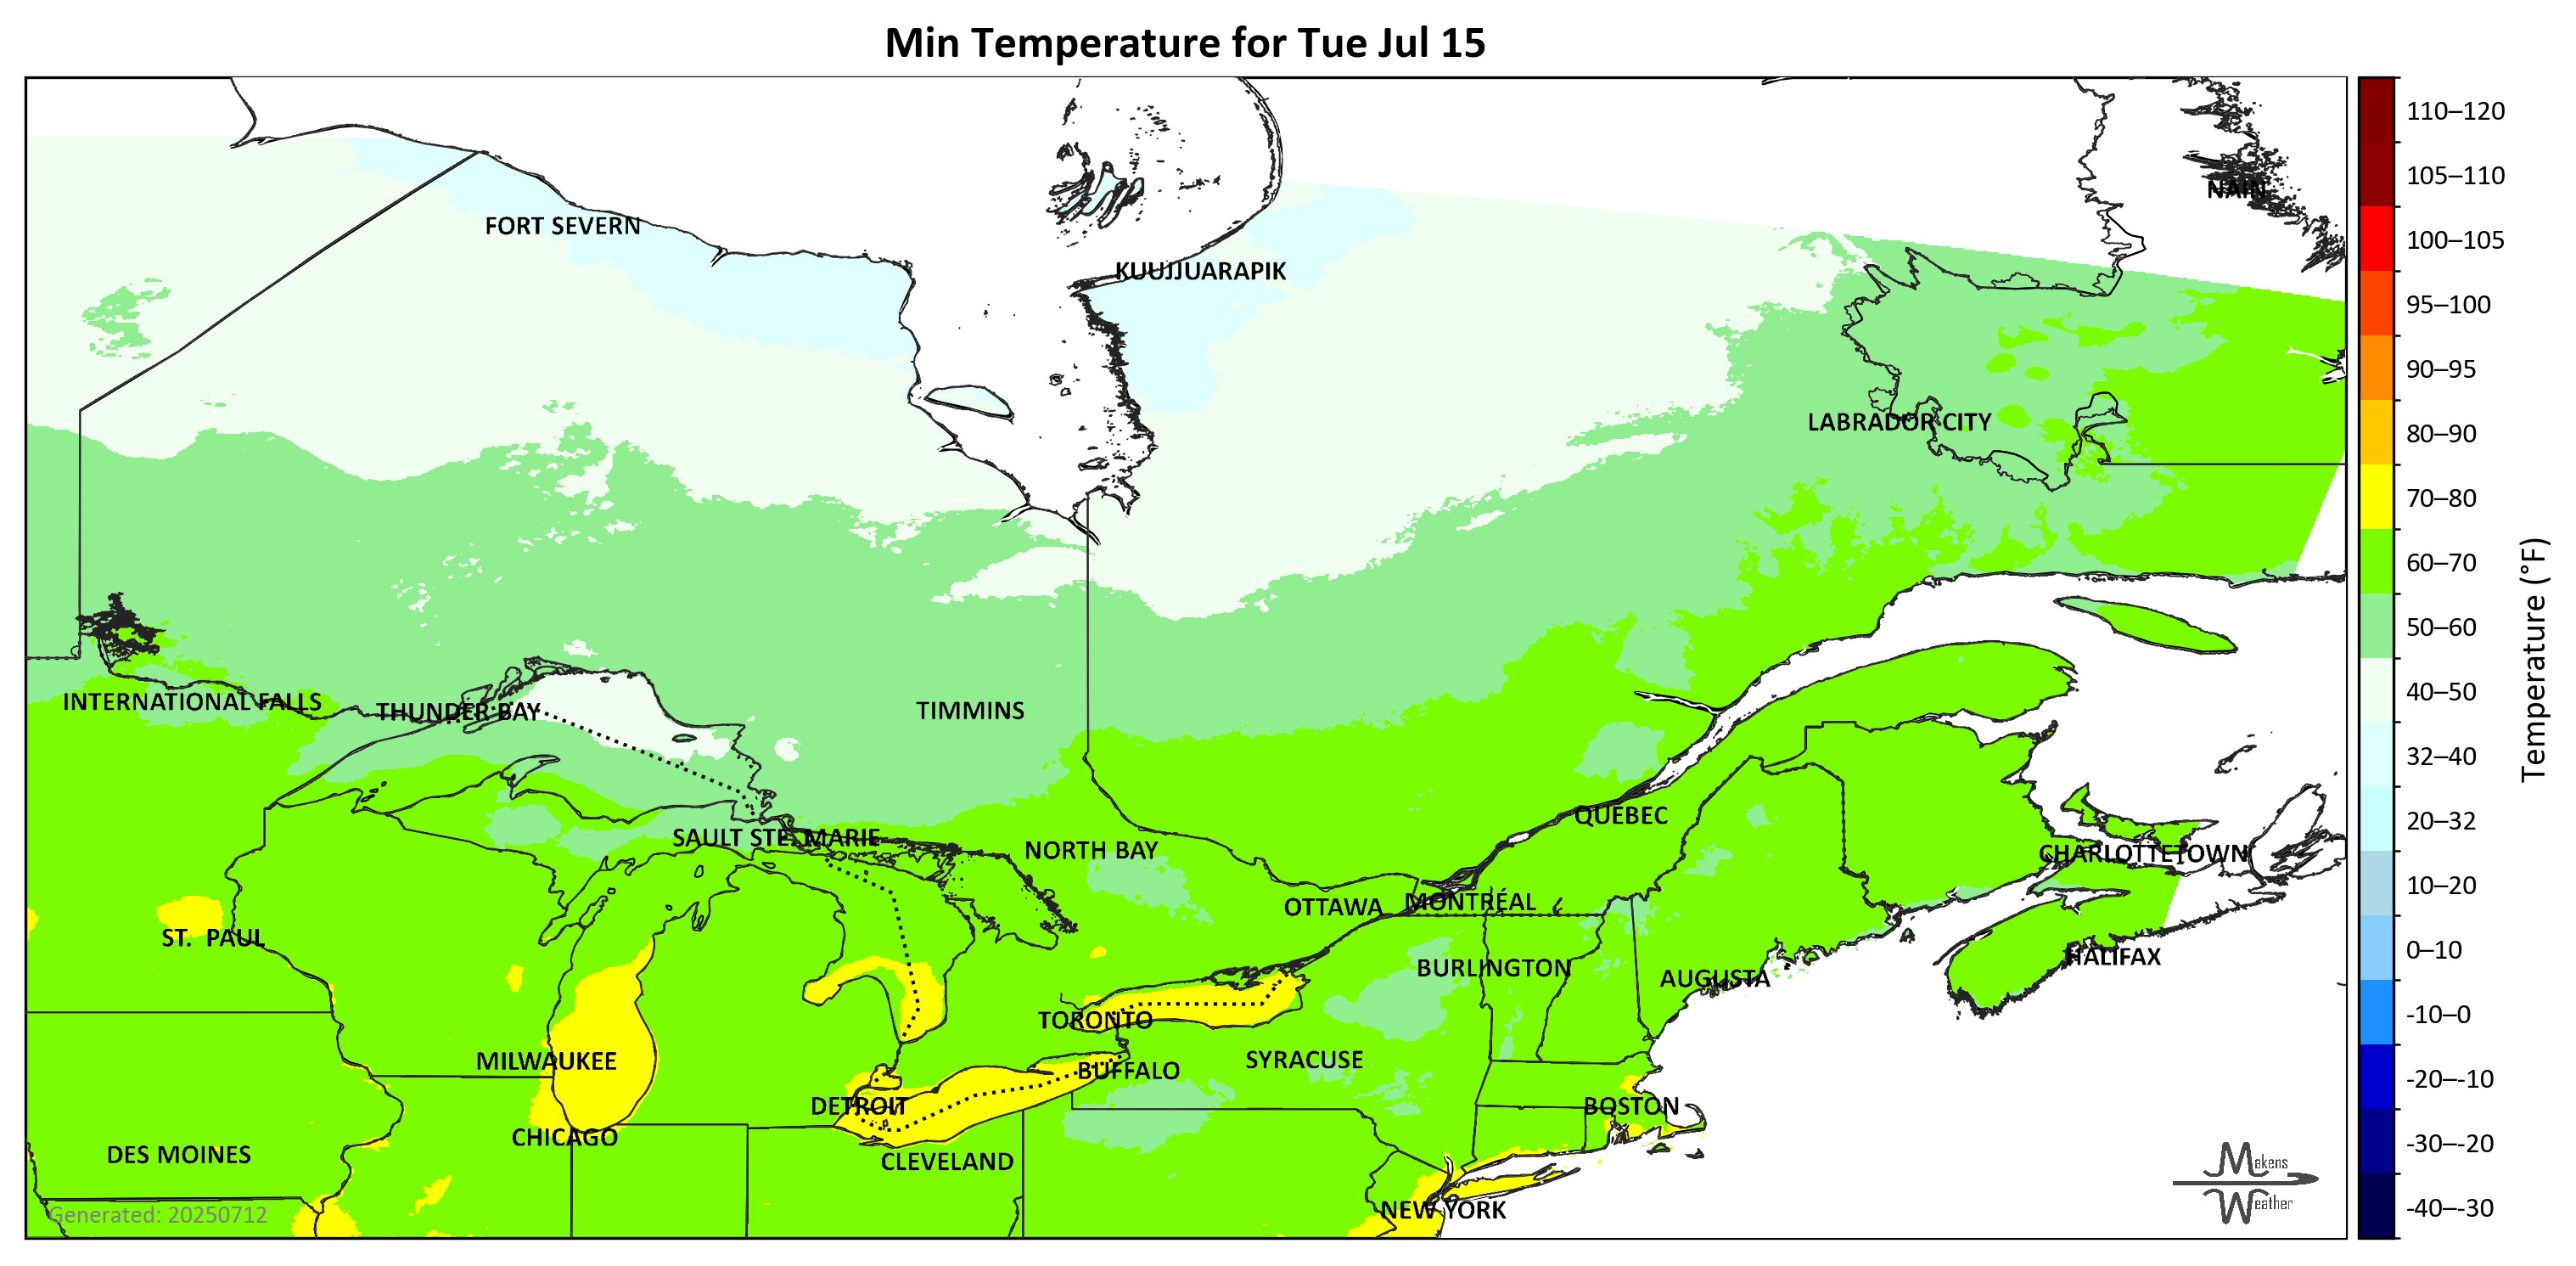 Min Temperature for Tue Jul 15
110–120
105–110
NAIN
FORT SEVERN
100–105
KUUJJUARAPIK
95–100
90–95
LABRADOR CITY
80–90
70–80
60–70
50–60
Temperature (°F)
40–50
INTERNATIONAL FALLS
THUNDER BAY
TIMMINS
32–40
QUÉBEC
20–32
SAULT STE. MARIE
NORTH BAY
CHARLOTTETOWN
10–20
OTTAWA
MONTRÉAL
ST.  PAUL
0–10
HALIFAX
BURLINGTON
AUGUSTA
-10–0
TORONTO
MILWAUKEE
SYRACUSE
BUFFALO
-20–-10
DETROIT
BOSTON
CHICAGO
-30–-20
DES MOINES
CLEVELAND
Makens
Weather
NEW YORK
-40–-30
Generated: 20250712